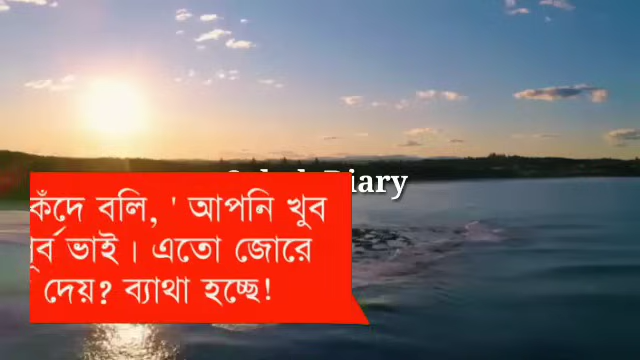 Diary
বলি, ' আপনি খুব
ভাই। এতো জোরে
দেয়? ব্যাথা হচ্ছে!